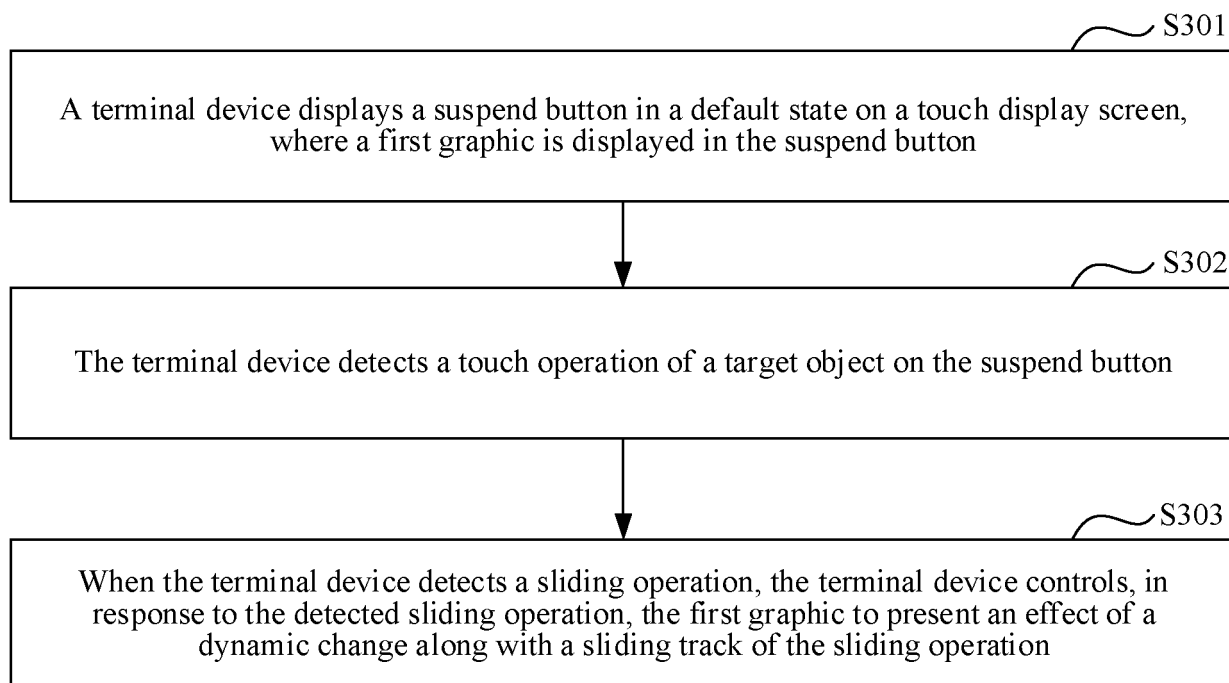 S301
A terminal device displays a suspend button in a default state on a touch display screen,
where a first graphic is displayed in the suspend button
S302
The terminal device detects a touch operation of a target object on the suspend button
S303
When the terminal device detects a sliding operation, the terminal device controls, in
response to the detected sliding operation, the first graphic to present an effect of a
dynamic change along with a sliding track of the sliding operation